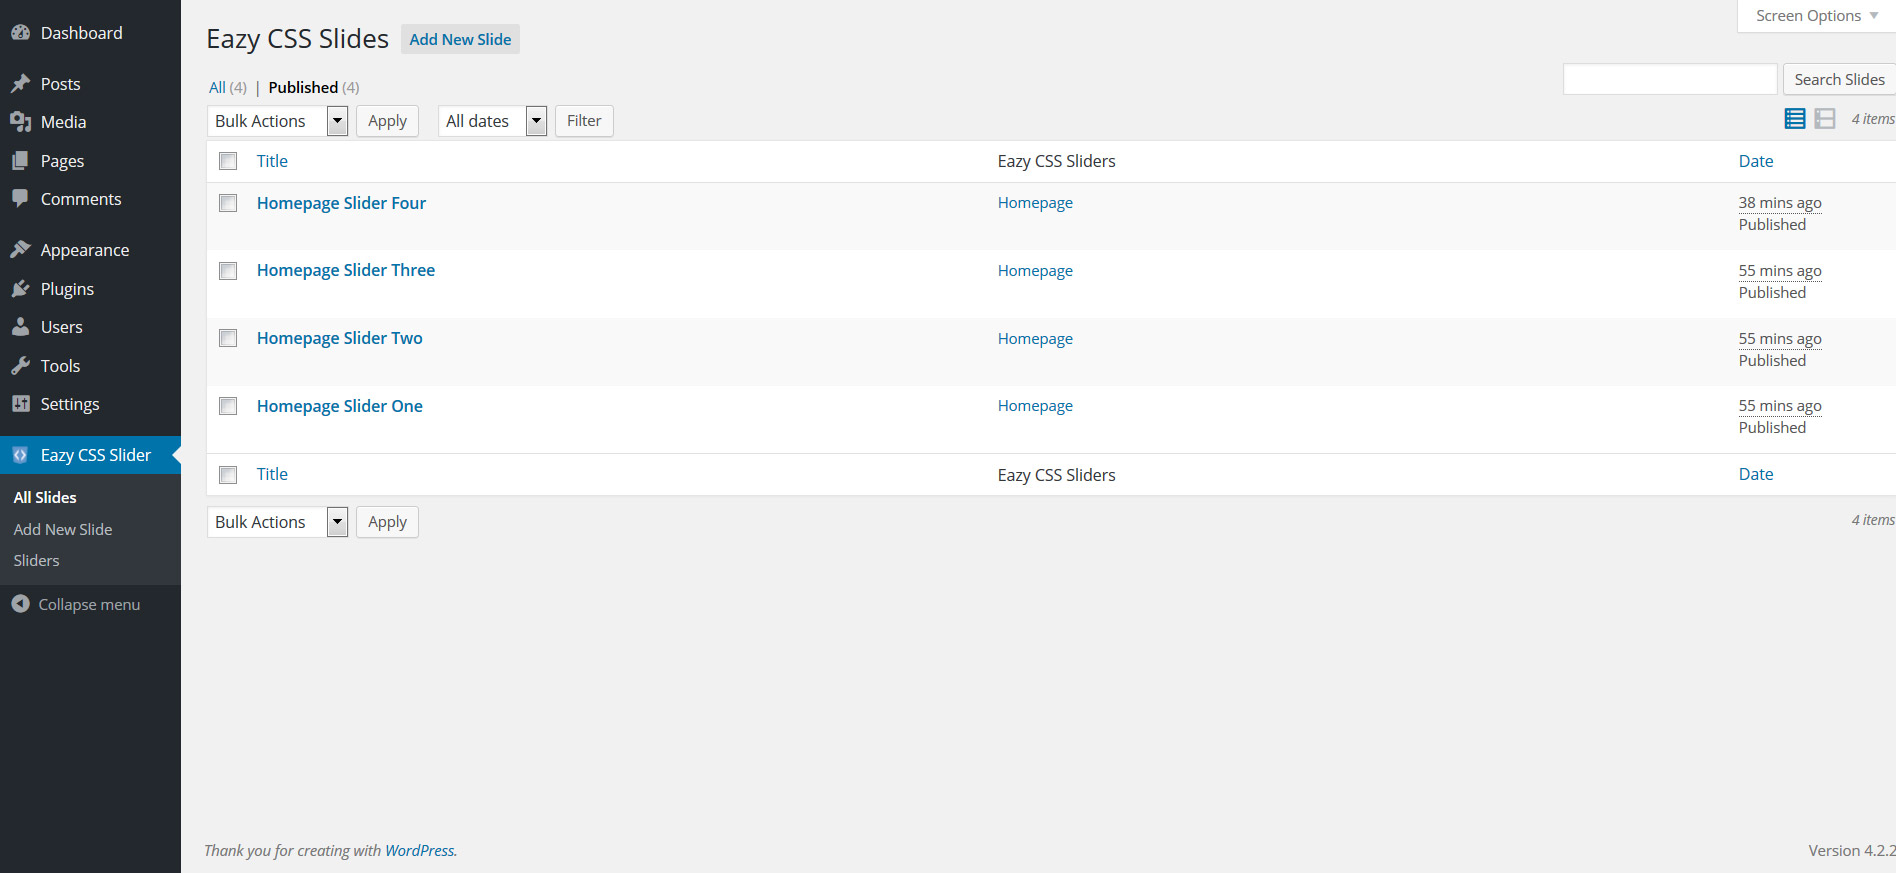 Dashboard
Posts
Media
Pages
Comments
Appearance
Plugins
Users
Tools
Settings
Eazy CSS Slider
All Slides
Add New Slide
Sliders
Collapse menu
Screen Options
Eazy CSS Slides Add New Slide
All (4) | Published (4)
Search Slides
Bulk Actions Apply All dates Filter 4 items
Title Eazy CSS Sliders Date
Homepage Slider Four Homepage 38 mins ago
Published
Homepage Slider Three Homepage 55 mins ago
Published
Homepage Slider Two Homepage 55 mins ago
Published
Homepage Slider One Homepage 55 mins ago
Published
Title Eazy CSS Sliders Date
Bulk Actions Apply 4 items
Thank you for creating with WordPress. Version 4.2.2